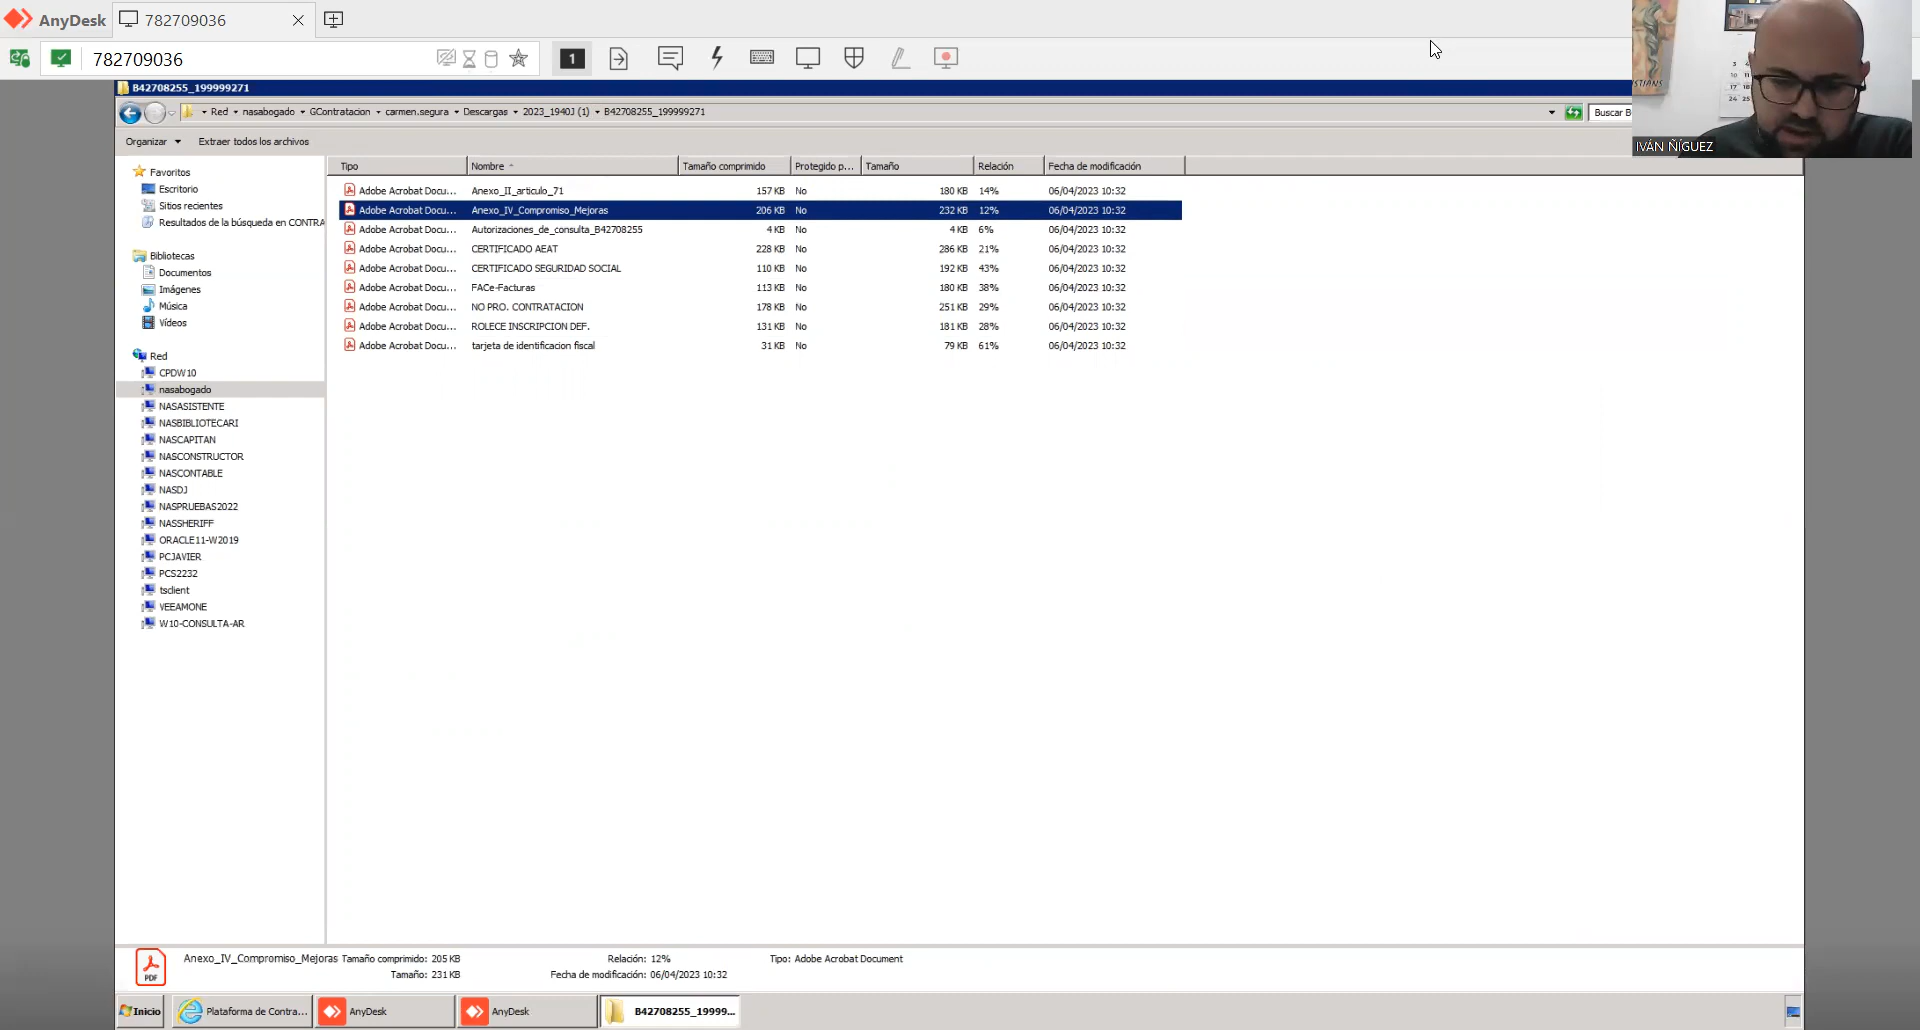 AnyDesk 782709036
782709036
1
B42708255_199999271
Red nasabogado GContratacion carmen.segura Descargas 2023_1940J (1) B42708255_199999271
Buscar B
Organizar Extraer todos los archivos
Favoritos
Escritorio
Sitios recientes
Resultados de la búsqueda en CONTRA
Bibliotecas
Documentos
Imágenes
Música
Vídeos
Red
CPDW10
nasabogado
NASASISTENTE
NASBIBLIOTECARI
NASCAPITAN
NASCONSTRUCTOR
NASCONTABLE
NASDJ
NASPRUEBAS2022
NASSHERIFF
ORACLE11-W2019
PCJAVIER
PCS2232
tsclient
VEEAMONE
W10-CONSULTA-AR
Tipo Nombre Tamaño comprimido Protegido p... Tamaño Relación Fecha de modificación
Adobe Acrobat Docu... Anexo_II_articulo_71 157 KB No 180 KB 14% 06/04/2023 10:32
Adobe Acrobat Docu... Anexo_IV_Compromiso_Mejoras 206 KB No 232 KB 12% 06/04/2023 10:32
Adobe Acrobat Docu... Autorizaciones_de_consulta_B42708255 4 KB No 4 KB 6% 06/04/2023 10:32
Adobe Acrobat Docu... CERTIFICADO AEAT 228 KB No 286 KB 21% 06/04/2023 10:32
Adobe Acrobat Docu... CERTIFICADO SEGURIDAD SOCIAL 110 KB No 192 KB 43% 06/04/2023 10:32
Adobe Acrobat Docu... FACe-Facturas 113 KB No 180 KB 38% 06/04/2023 10:32
Adobe Acrobat Docu... NO PRO. CONTRATACION 178 KB No 251 KB 29% 06/04/2023 10:32
Adobe Acrobat Docu... ROLECE INSCRIPCION DEF. 131 KB No 181 KB 28% 06/04/2023 10:32
Adobe Acrobat Docu... tarjeta de identificacion fiscal 31 KB No 79 KB 61% 06/04/2023 10:32
IVÁN ÑÍGUEZ
PDF
Anexo_IV_Compromiso_Mejoras Tamaño comprimido: 205 KB Relación: 12% Tipo: Adobe Acrobat Document
Tamaño: 231 KB Fecha de modificación: 06/04/2023 10:32
Inicio Plataforma de Contra... AnyDesk AnyDesk B42708255_19999...